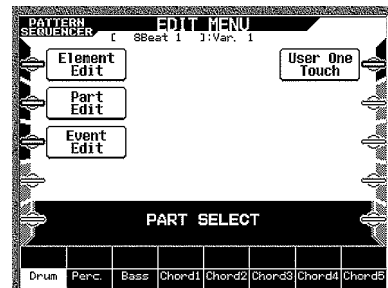 PATTERN
SEQUENCER
EDIT MENU
[ 8Beat 1 ]:Var. 1
Element
Edit
User One
Touch
Part
Edit
Event
Edit
PART SELECT
Drum Perc. Bass Chord1 Chord2 Chord3 Chord4 Chord5